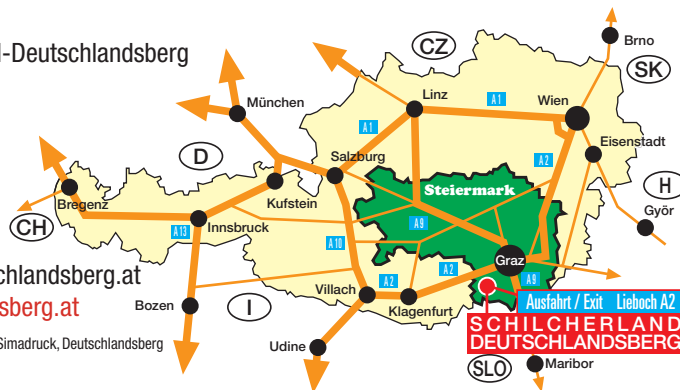 l-Deutschlandsberg
CZ
Brno
SK
München
Linz
A1
Wien
A1
Eisenstadt
D
Salzburg
A2
Steiermark
H
Bregenz
Kufstein
CH
Innsbruck
A13
A9
Györ
A10
Graz
chlandsberg.at
A2
A2
A9
Villach
sberg.at
Bozen
I
Klagenfurt
Ausfahrt / Exit Lieboch A2
SCHILCHERLAND
DEUTSCHLANDSBERG
Simadruck, Deutschlandsberg
Udine
SLO
Maribor